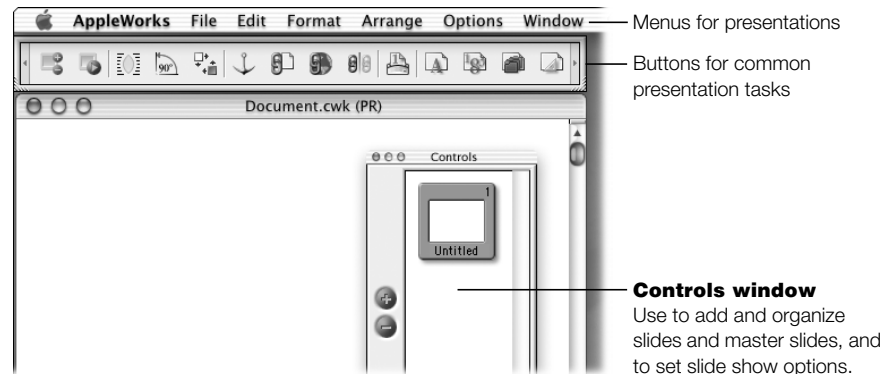 AppleWorks File Edit Format Arrange Options Window
Menus for presentations
90°
A
Buttons for common
presentation tasks
Document.cwk (PR)
Controls
1
Untitled
Controls window
Use to add and organize
slides and master slides, and
to set slide show options.